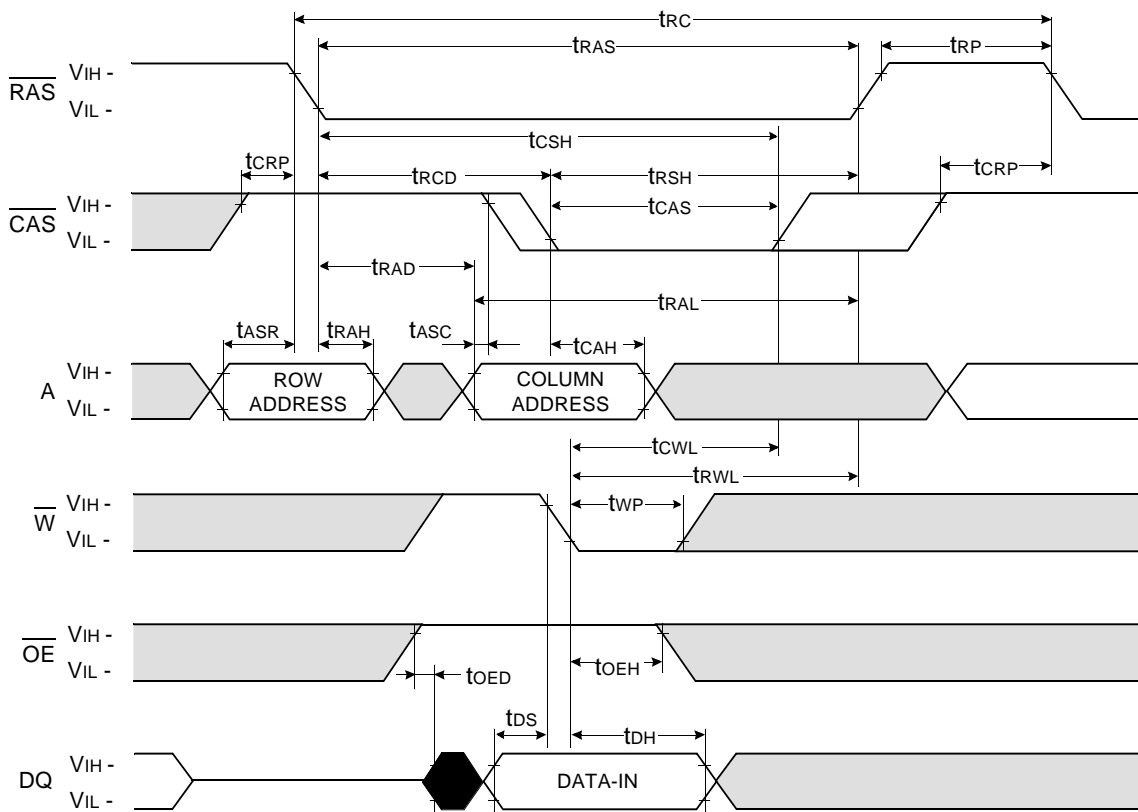 tRC
tRAS
tRP
RAS
VIH -
VIL -
tCSH
tCRP
tRCD
tRSH
tCRP
CAS
VIH -
VIL -
tCAS
tRAD
tRAL
tASR
tRAH
tASC
tCAH
A
VIH -
VIL -
ROW
ADDRESS
COLUMN
ADDRESS
tCWL
tRWL
W
VIH -
VIL -
tWP
OE
VIH -
VIL -
tOED
tOEH
tDS
tDH
DQ
VIH -
VIL -
DATA-IN